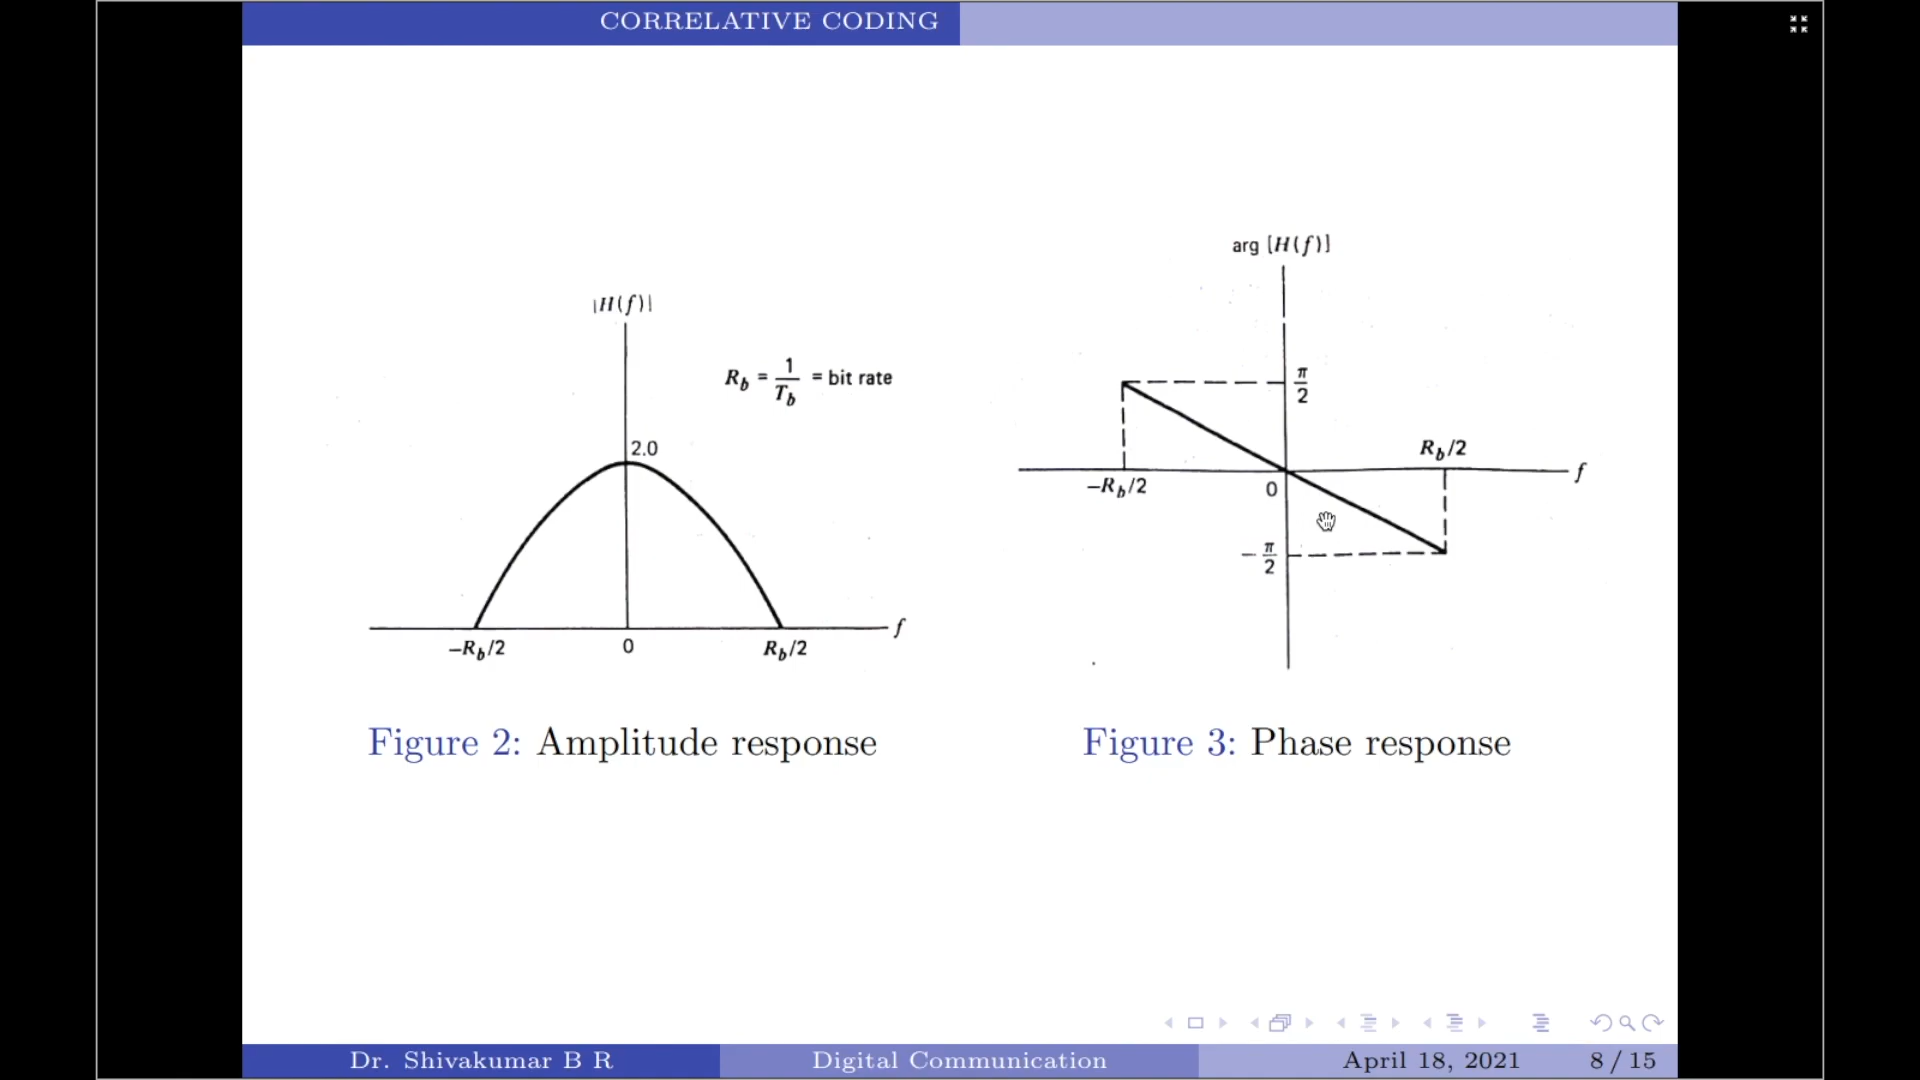 CORRELATIVE CODING
|H(f)|
R_b = 1/T_b = bit rate
2.0
f
−R_b/2
0
R_b/2
arg [H(f)]
π/2
R_b/2
f
−R_b/2
0
−π/2
Figure 2: Amplitude response
Figure 3: Phase response
Dr. Shivakumar B R
Digital Communication
April 18, 2021
8 / 15